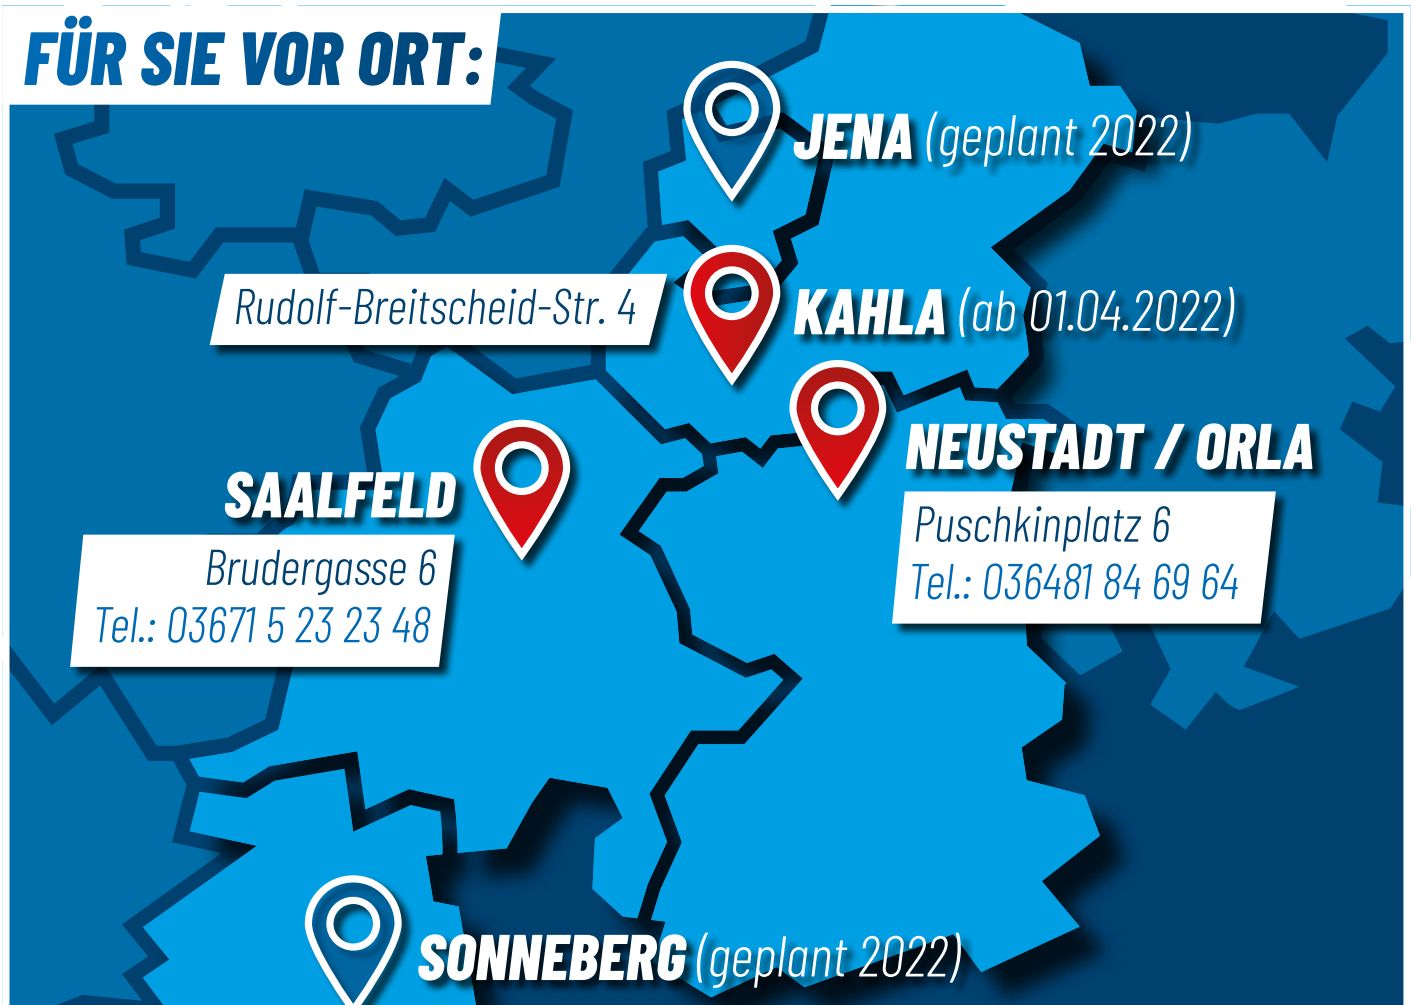 FÜR SIE VOR ORT:
JENA (geplant 2022)
Rudolf-Breitscheid-Str. 4
KAHLA (ab 01.04.2022)
NEUSTADT / ORLA
Puschkinplatz 6
Tel.: 036481 84 69 64
SAALFELD
Brudergasse 6
Tel.: 03671 5 23 23 48
SONNEBERG (geplant 2022)